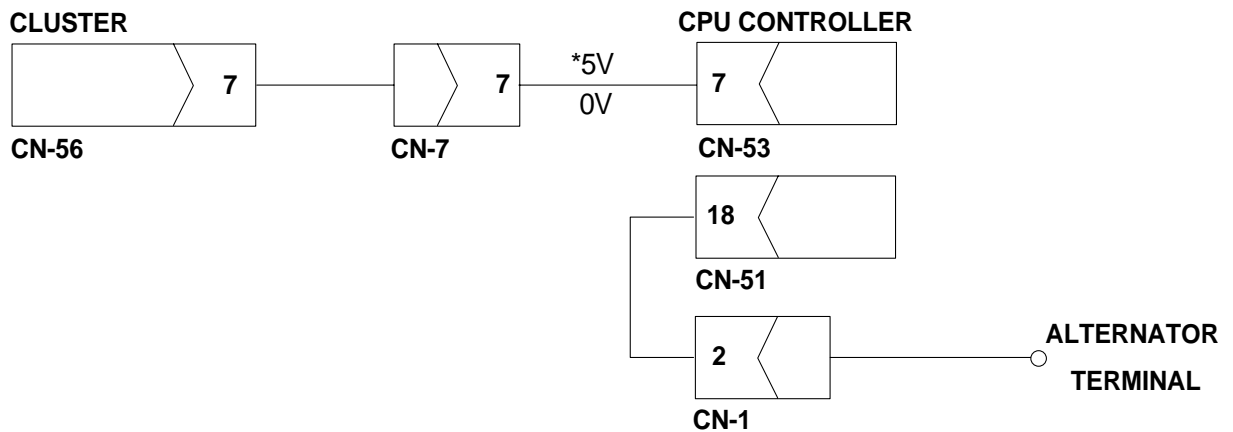 CLUSTER
CPU CONTROLLER
7
7
*5V
0V
7
CN-56
CN-7
CN-53
18
CN-51
2
ALTERNATOR
TERMINAL
CN-1